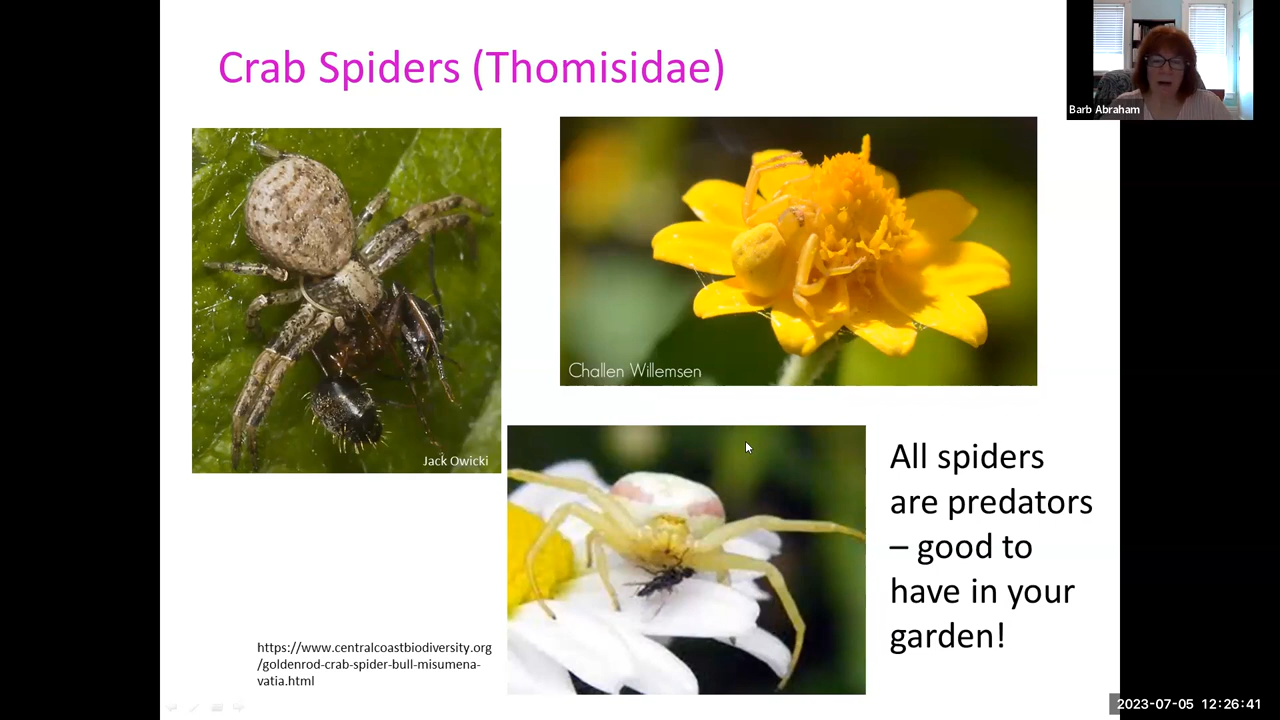 Crab Spiders (Thomisidae)
Barb Abraham
Challen Willemsen
Jack Owicki
All spiders
are predators
– good to
have in your
garden!
https://www.centralcoastbiodiversity.org
/goldenrod-crab-spider-bull-misumena-
vatia.html
2023-07-05 12:26:41